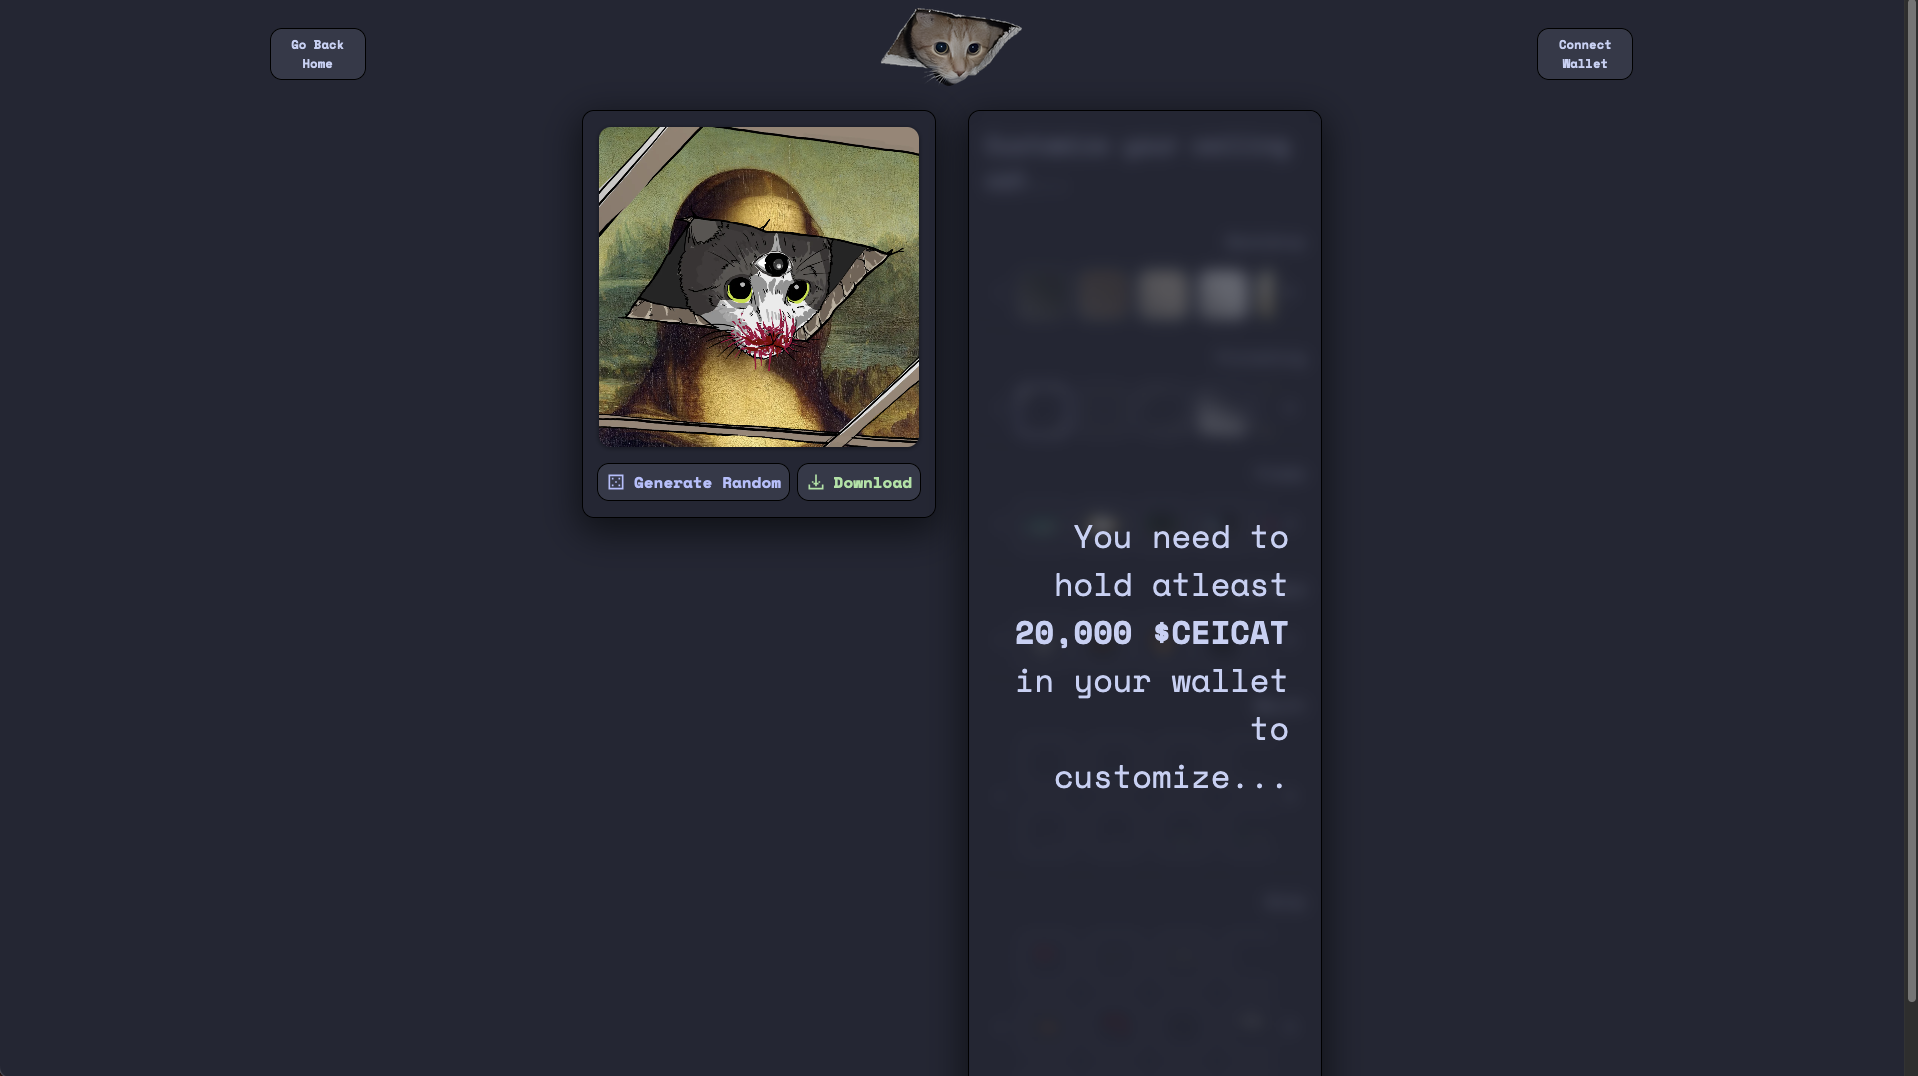 Go Back
Home
Connect
Wallet
Generate Random
Download
You need to
hold atleast
20,000 $CEICAT
in your wallet
to
customize...